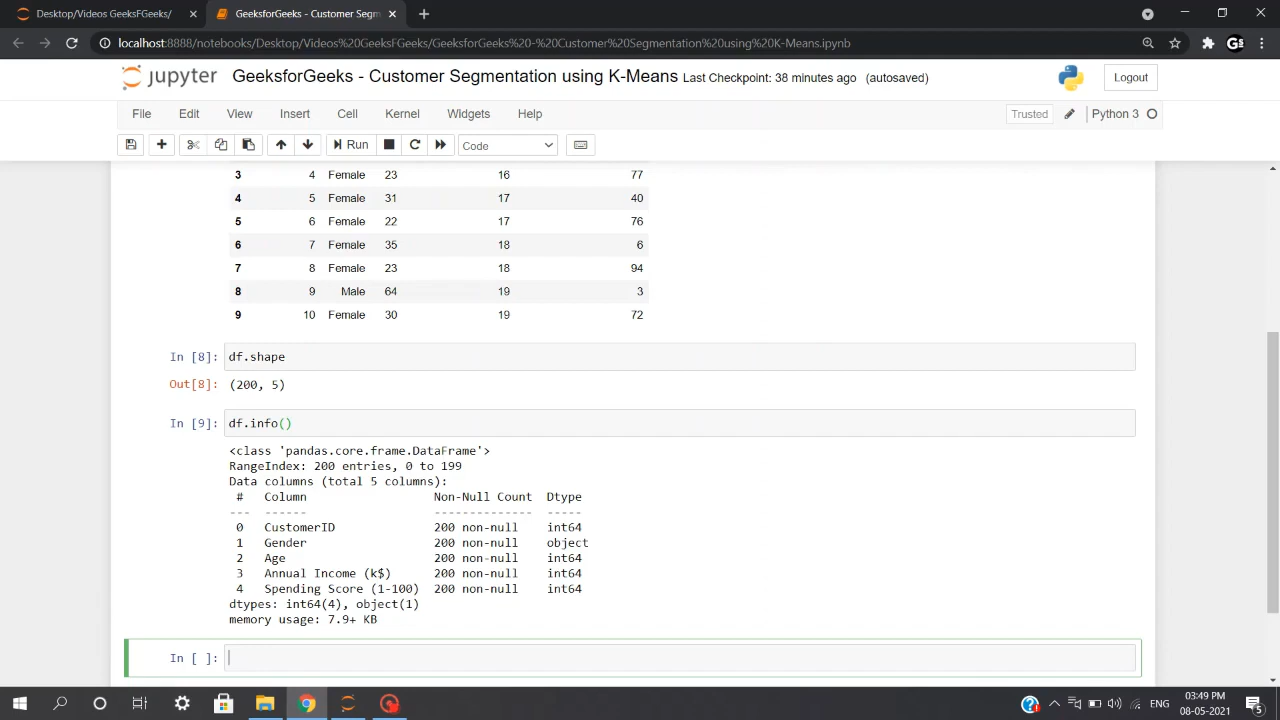 Desktop/Videos GeeksFGeeks/
GeeksforGeeks - Customer Segm
localhost:8888/notebooks/Desktop/Videos%20GeeksFGeeks/GeeksforGeeks%20-%20Customer%20Segmentation%20using%20K-Means.ipynb
jupyter GeeksforGeeks - Customer Segmentation using K-Means Last Checkpoint: 38 minutes ago (autosaved)
Logout
File Edit View Insert Cell Kernel Widgets Help
Trusted Python 3
Run Code
3 4 Female 23 16 77
4 5 Female 31 17 40
5 6 Female 22 17 76
6 7 Female 35 18 6
7 8 Female 23 18 94
8 9 Male 64 19 3
9 10 Female 30 19 72
In [8]: df.shape
Out[8]: (200, 5)
In [9]: df.info()
<class 'pandas.core.frame.DataFrame'>
RangeIndex: 200 entries, 0 to 199
Data columns (total 5 columns):
# Column Non-Null Count Dtype
--- ------ -------------- -----
0 CustomerID 200 non-null int64
1 Gender 200 non-null object
2 Age 200 non-null int64
3 Annual Income (k$) 200 non-null int64
4 Spending Score (1-100) 200 non-null int64
dtypes: int64(4), object(1)
memory usage: 7.9+ KB
In [ ]:
ENG
03:49 PM
08-05-2021
5